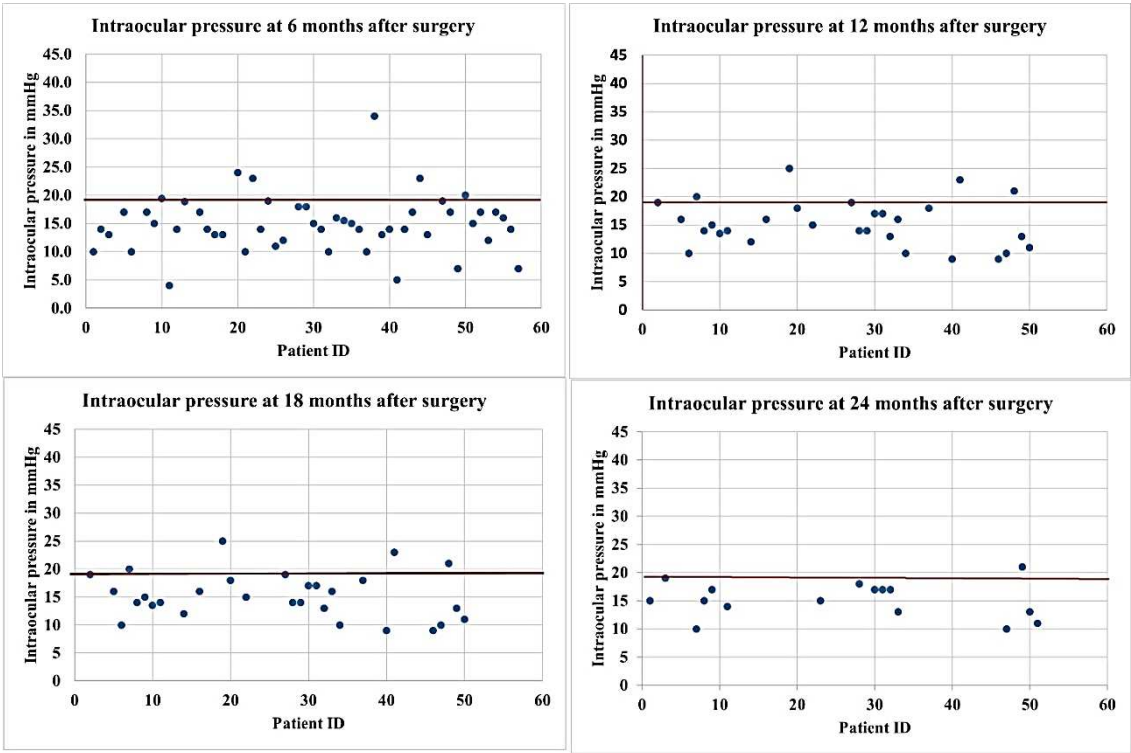 Intraocular pressure at 6 months after surgery
Intraocular pressure in mmHg
45.0
40.0
35.0
30.0
25.0
20.0
15.0
10.0
5.0
0.0
0 10 20 30 40 50 60
Patient ID
Intraocular pressure at 12 months after surgery
Intraocular pressure in mmHg
45
40
35
30
25
20
15
10
5
0
0 10 20 30 40 50 60
Patient ID
Intraocular pressure at 18 months after surgery
Intraocular pressure in mmHg
45
40
35
30
25
20
15
10
5
0
0 10 20 30 40 50 60
Patient ID
Intraocular pressure at 24 months after surgery
Intraocular pressure in mmHg
45
40
35
30
25
20
15
10
5
0
0 10 20 30 40 50 60
Patient ID